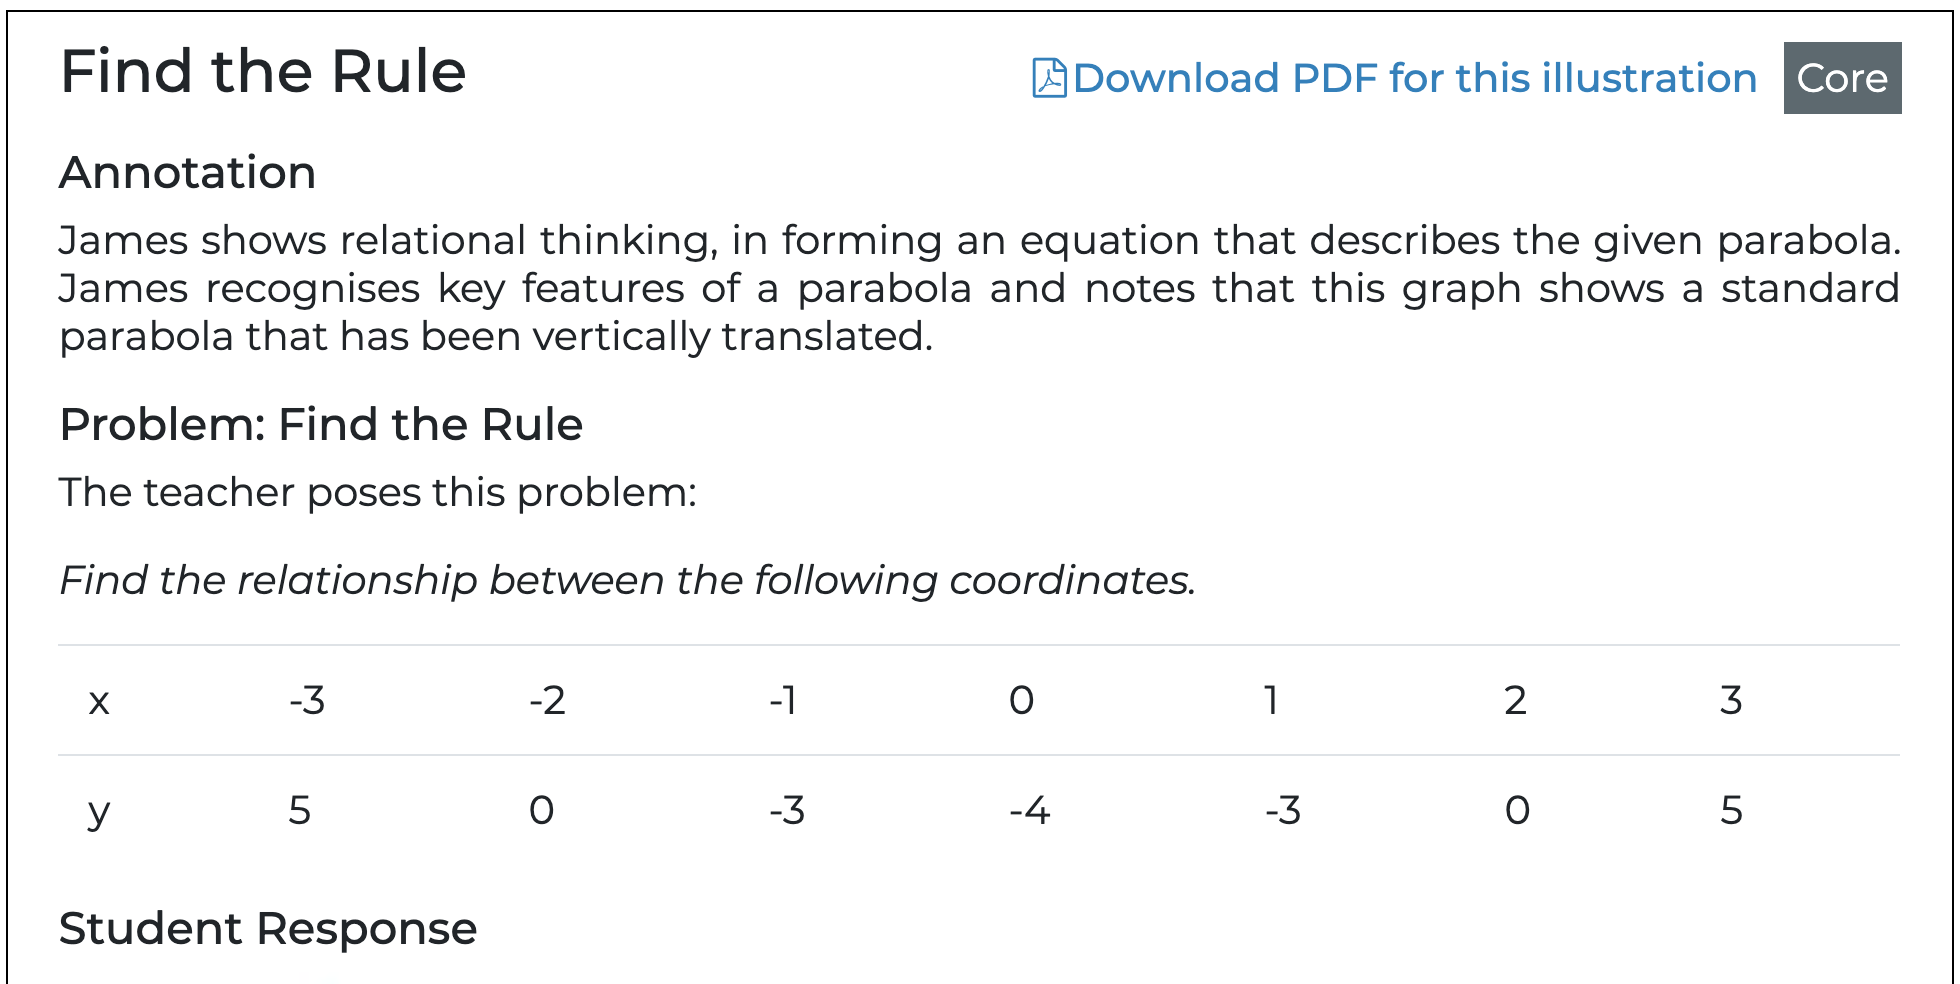 Find the Rule
Download PDF for this illustration
Core
Annotation
James shows relational thinking, in forming an equation that describes the given parabola.
James recognises key features of a parabola and notes that this graph shows a standard
parabola that has been vertically translated.
Problem: Find the Rule
The teacher poses this problem:
Find the relationship between the following coordinates.
x -3 -2 -1 0 1 2 3
y 5 0 -3 -4 -3 0 5
Student Response